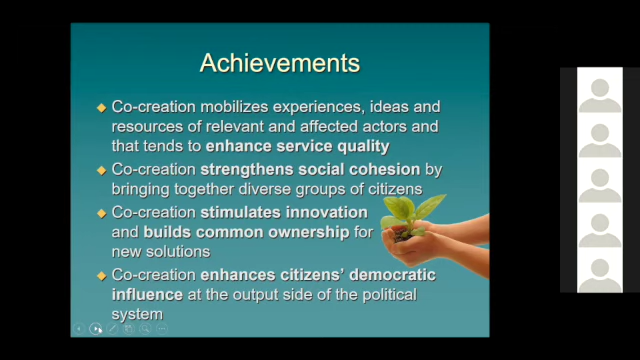 Achievements
Co-creation mobilizes experiences, ideas and
resources of relevant and affected actors and
that tends to enhance service quality
Co-creation strengthens social cohesion by
bringing together diverse groups of citizens
Co-creation stimulates innovation
and builds common ownership for
new solutions
Co-creation enhances citizens' democratic
influence at the output side of the political
system